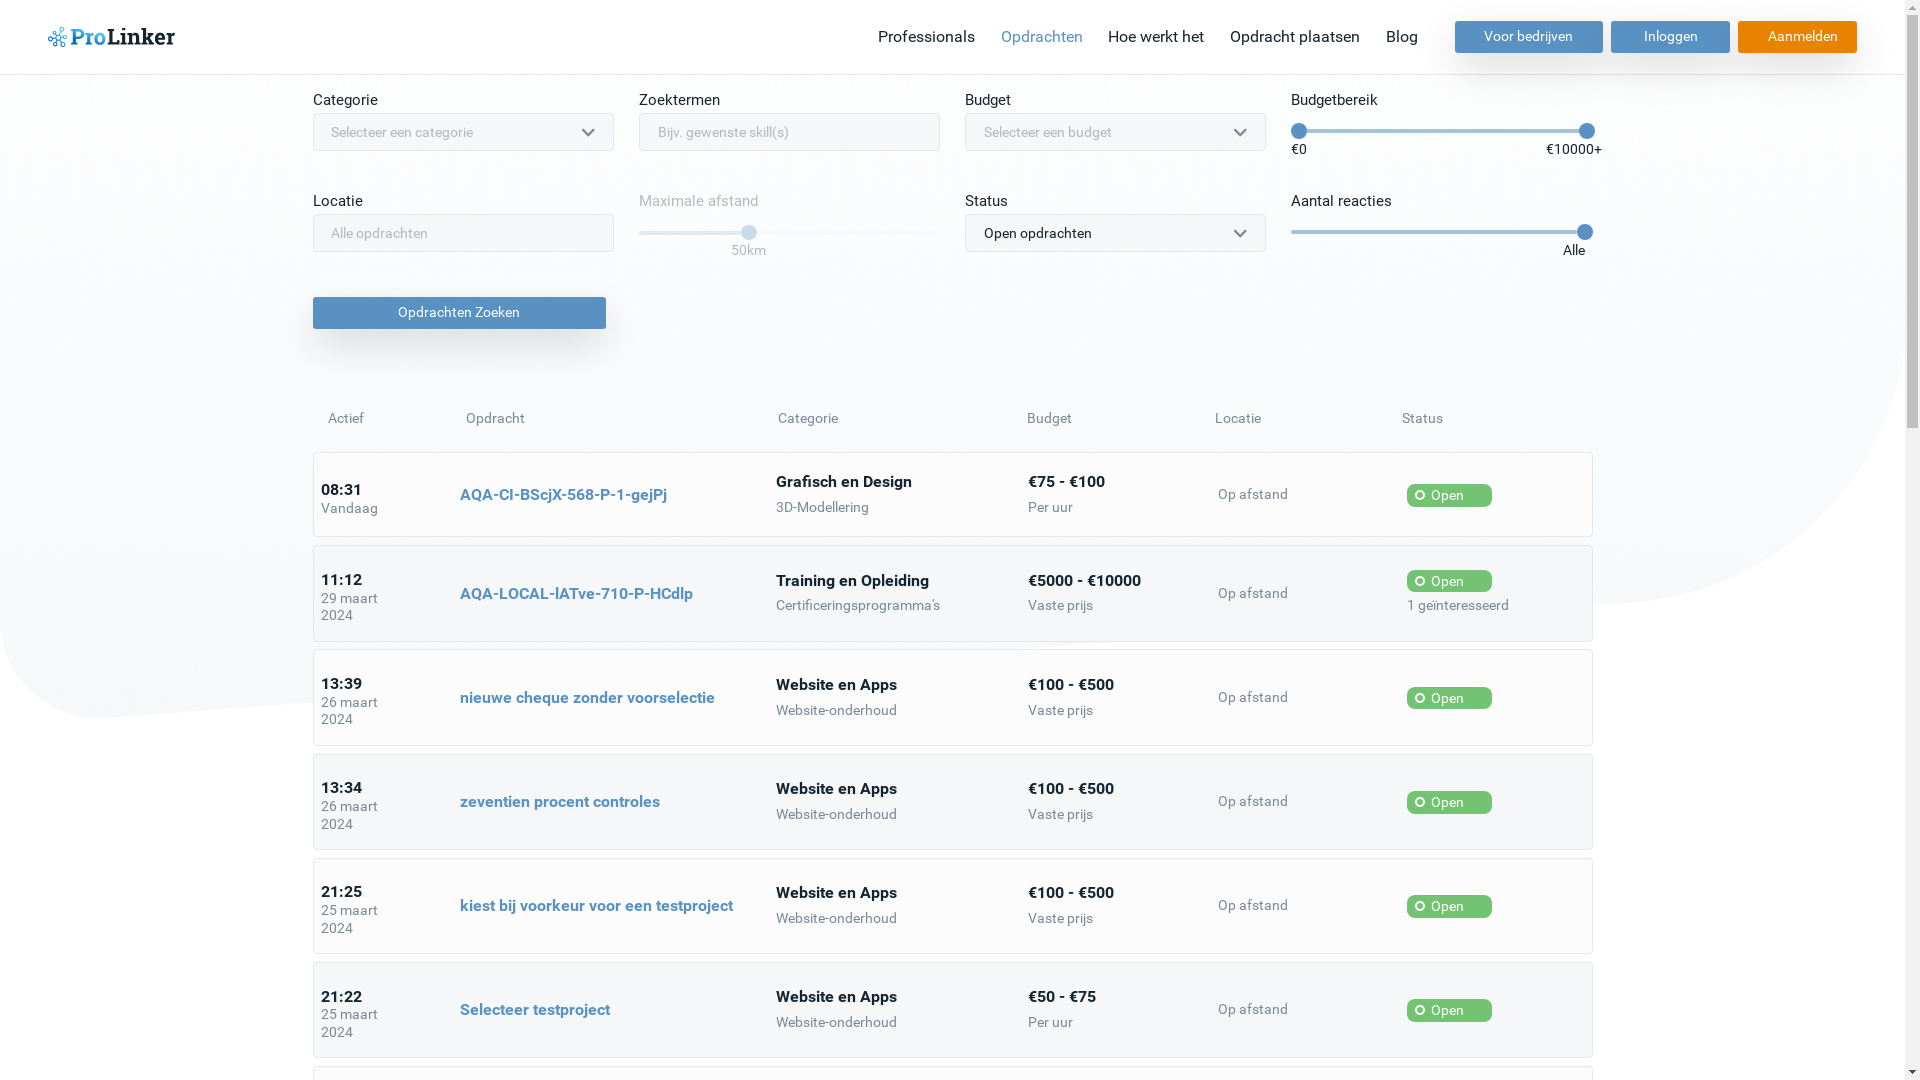 ProLinker
Professionals
Opdrachten
Hoe werkt het
Opdracht plaatsen
Blog
Voor bedrijven
Inloggen
Aanmelden
Categorie
Zoektermen
Budget
Budgetbereik
Selecteer een categorie
Bijv. gewenste skill(s)
Selecteer een budget
€0
€10000+
Locatie
Maximale afstand
Status
Aantal reacties
Alle opdrachten
50km
Open opdrachten
Alle
Opdrachten Zoeken
Actief
Opdracht
Categorie
Budget
Locatie
Status
08:31
Vandaag
AQA-CI-BScjX-568-P-1-gejPj
Grafisch en Design
3D-Modellering
€75 - €100
Per uur
Op afstand
Open
11:12
29 maart
2024
AQA-LOCAL-lATve-710-P-HCdlp
Training en Opleiding
Certificeringsprogramma's
€5000 - €10000
Vaste prijs
Op afstand
Open
1 geïnteresseerd
13:39
26 maart
2024
nieuwe cheque zonder voorselectie
Website en Apps
Website-onderhoud
€100 - €500
Vaste prijs
Op afstand
Open
13:34
26 maart
2024
zeventien procent controles
Website en Apps
Website-onderhoud
€100 - €500
Vaste prijs
Op afstand
Open
21:25
25 maart
2024
kiest bij voorkeur voor een testproject
Website en Apps
Website-onderhoud
€100 - €500
Vaste prijs
Op afstand
Open
21:22
25 maart
2024
Selecteer testproject
Website en Apps
Website-onderhoud
€50 - €75
Per uur
Op afstand
Open